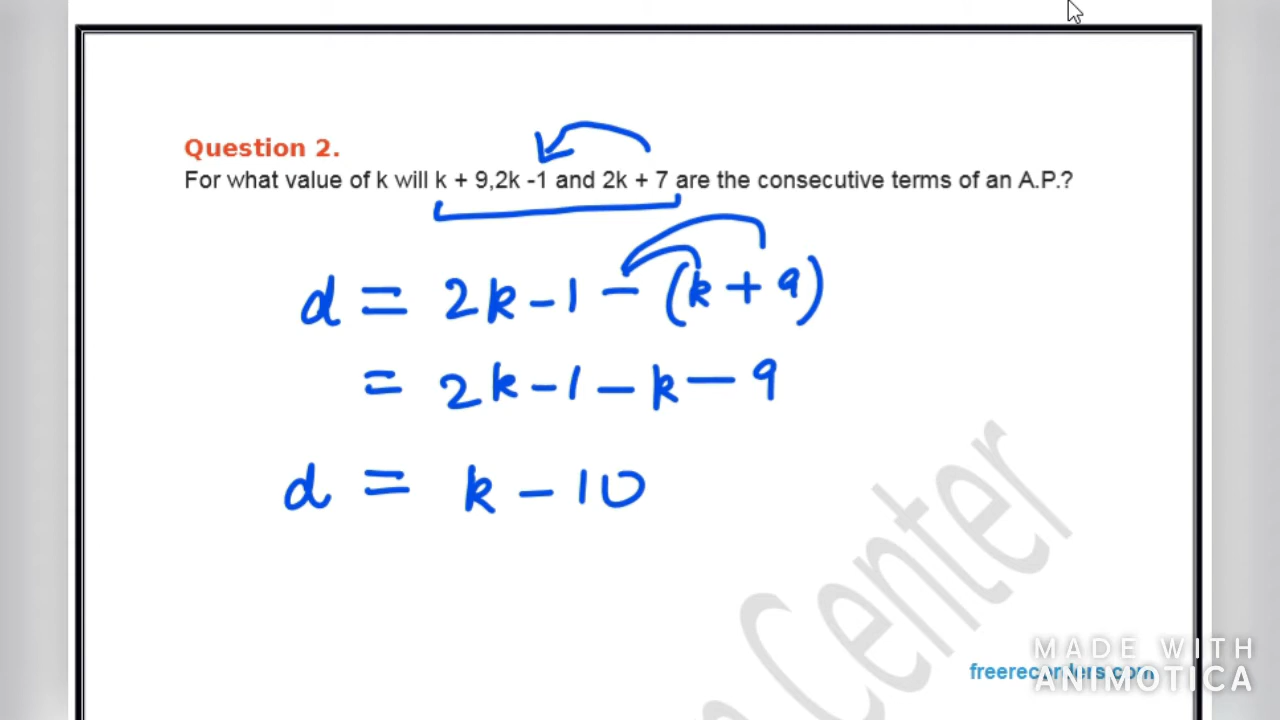 Question 2.
For what value of k will k + 9,2k -1 and 2k + 7 are the consecutive terms of an A.P.?
d = 2k - 1 - (k + 9)
= 2k - 1 - k - 9
d = k - 10
Center
MADE WITH
ANIMOTICA